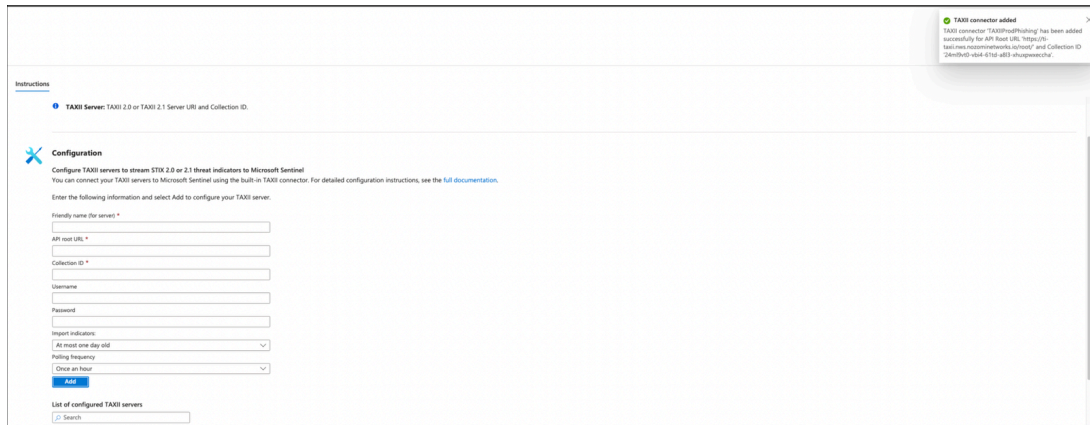 TAXII connector added
TAXII connector 'TAXIIProdPhishing' has been added
successfully for API Root URL 'https://ti-
taxii.nws.nozominetworks.io/root/' and Collection ID
'24ml9vt0-vbi4-61td-a8l3-xhuxpwxeccha'.
Instructions
TAXII Server: TAXII 2.0 or TAXII 2.1 Server URI and Collection ID.
Configuration
Configure TAXII servers to stream STIX 2.0 or 2.1 threat indicators to Microsoft Sentinel
You can connect your TAXII servers to Microsoft Sentinel using the built-in TAXII connector. For detailed configuration instructions, see the full documentation.
Enter the following information and select Add to configure your TAXII server.
Friendly name (for server) *
API root URL *
Collection ID *
Username
Password
Import indicators:
At most one day old
Polling frequency
Once an hour
Add
List of configured TAXII servers
Search